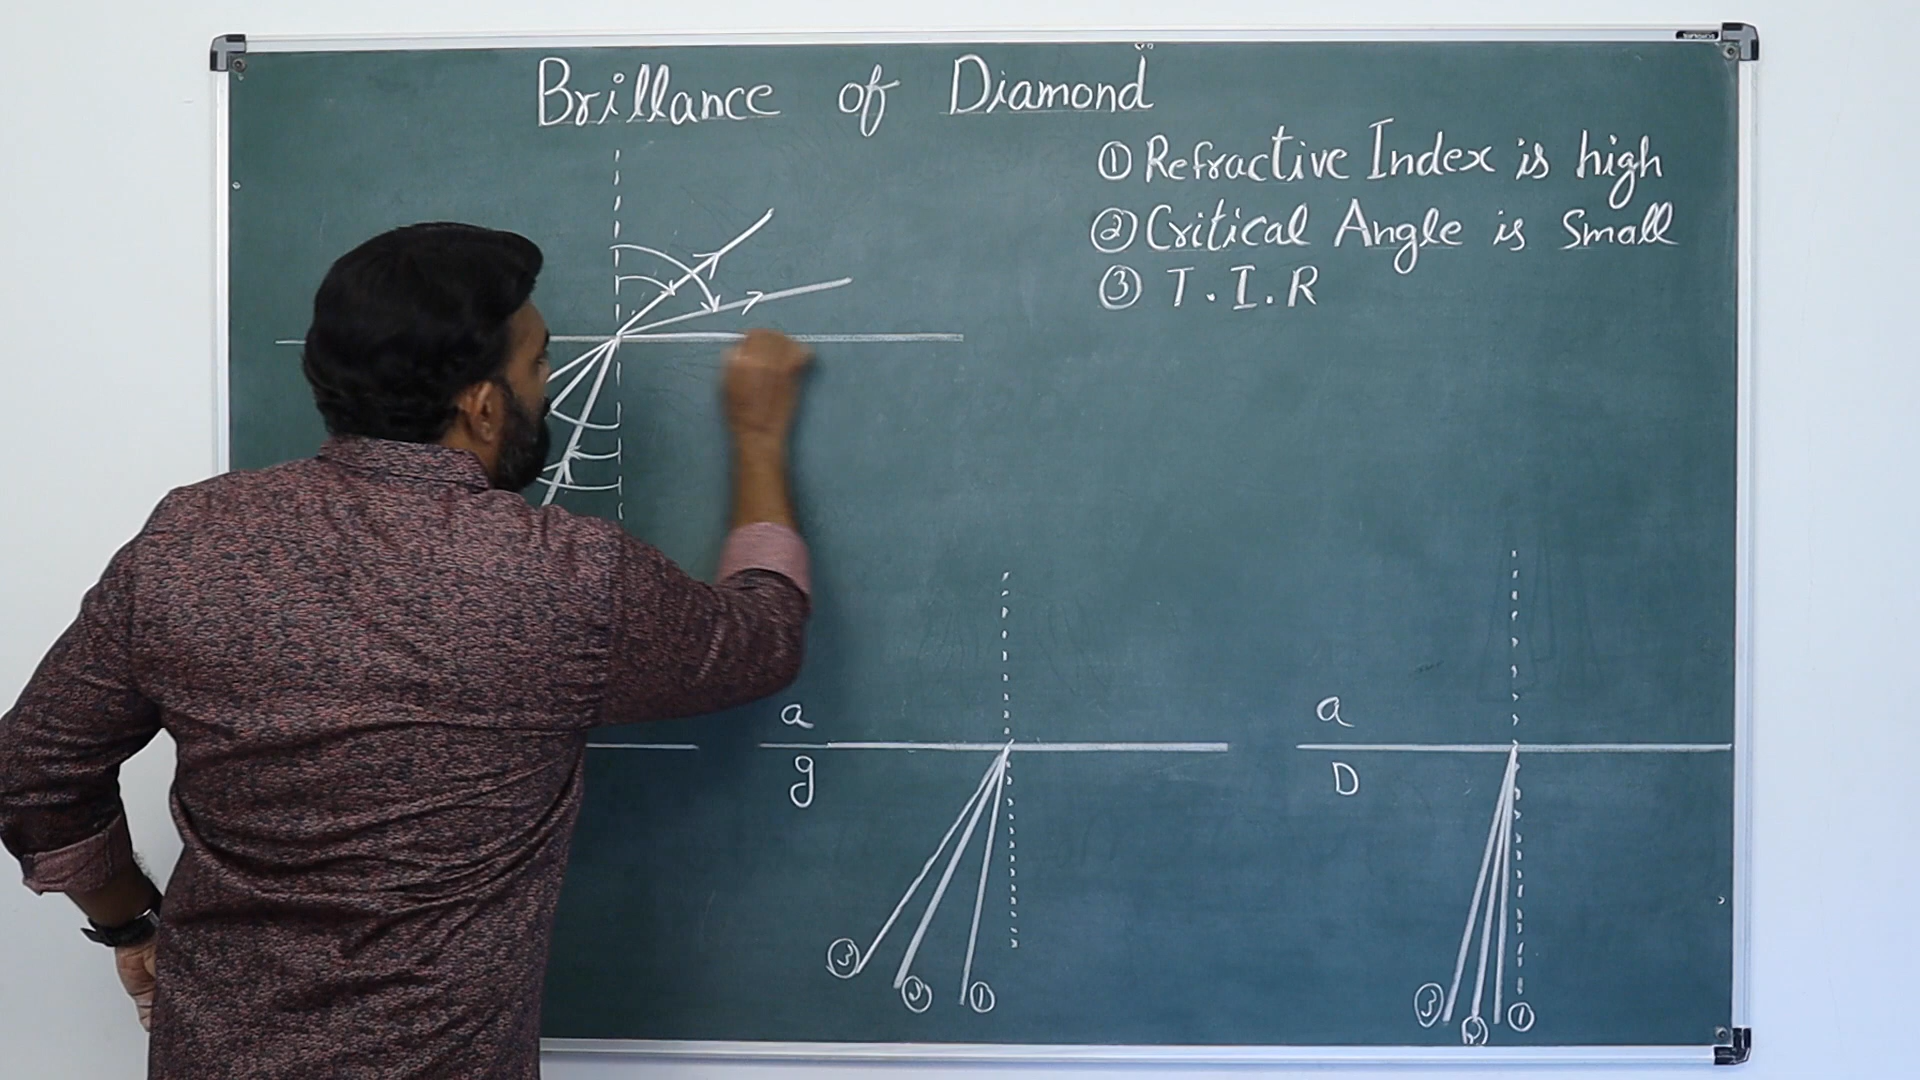 Brillance of Diamond
① Refractive Index is high
② Critical Angle is Small
③ T.I.R
a
g
③ ② ①
a
D
③ ② ①